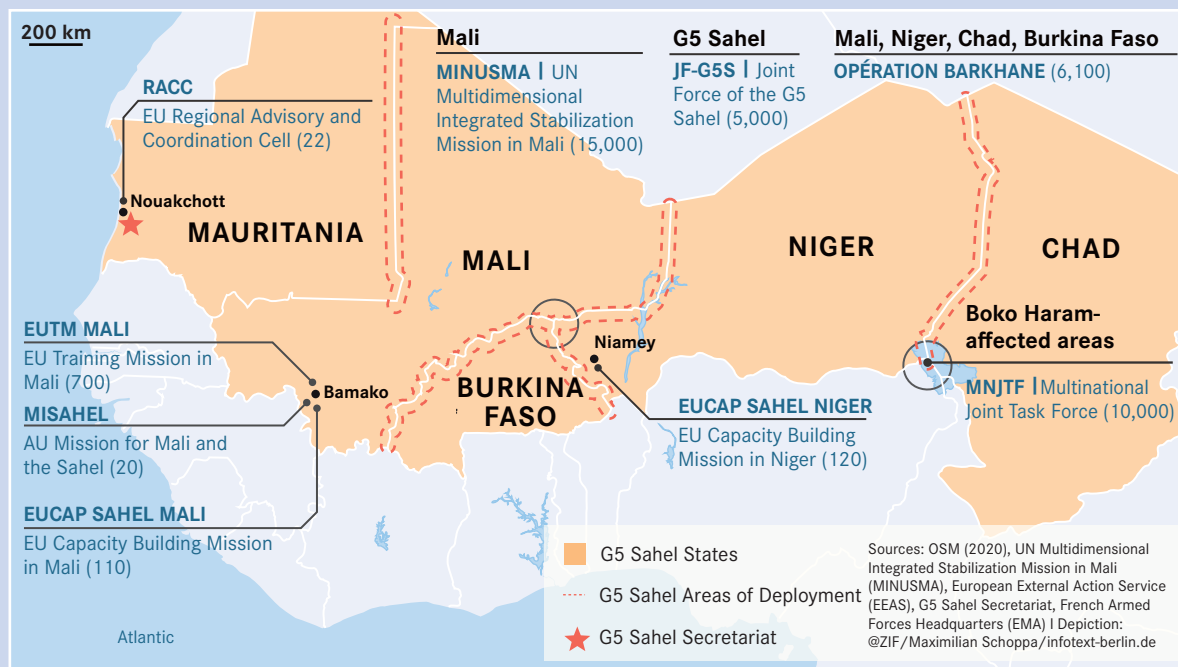 200 km
Mali
MINUSMA | UN
Multidimensional
Integrated Stabilization
Mission in Mali (15,000)
G5 Sahel
JF-G5S | Joint
Force of the G5
Sahel (5,000)
Mali, Niger, Chad, Burkina Faso
OPÉRATION BARKHANE (6,100)
RACC
EU Regional Advisory and
Coordination Cell (22)
Nouakchott
MAURITANIA
MALI
NIGER
CHAD
EUTM MALI
EU Training Mission in
Mali (700)
MISAHEL
AU Mission for Mali and
the Sahel (20)
EUCAP SAHEL MALI
EU Capacity Building Mission
in Mali (110)
Bamako
BURKINA
FASO
Niamey
EUCAP SAHEL NIGER
EU Capacity Building
Mission in Niger (120)
Boko Haram-
affected areas
MNJTF | Multinational
Joint Task Force (10,000)
Atlantic
G5 Sahel States
G5 Sahel Areas of Deployment
G5 Sahel Secretariat
Sources: OSM (2020), UN Multidimensional
Integrated Stabilization Mission in Mali
(MINUSMA), European External Action Service
(EEAS), G5 Sahel Secretariat, French Armed
Forces Headquarters (EMA) I Depiction:
@ZIF/Maximilian Schoppa/infotext-berlin.de